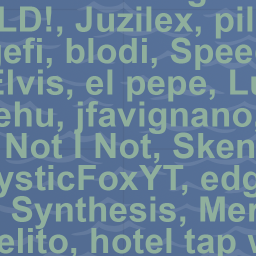 LD!, Juzilex, pil
efi, blodi, Spee
Elvis, el pepe, Lu
ehu, jfavignano,
Not I Not, Sken
ysticFoxYT, edg
Synthesis, Mer
elito, hotel tap w